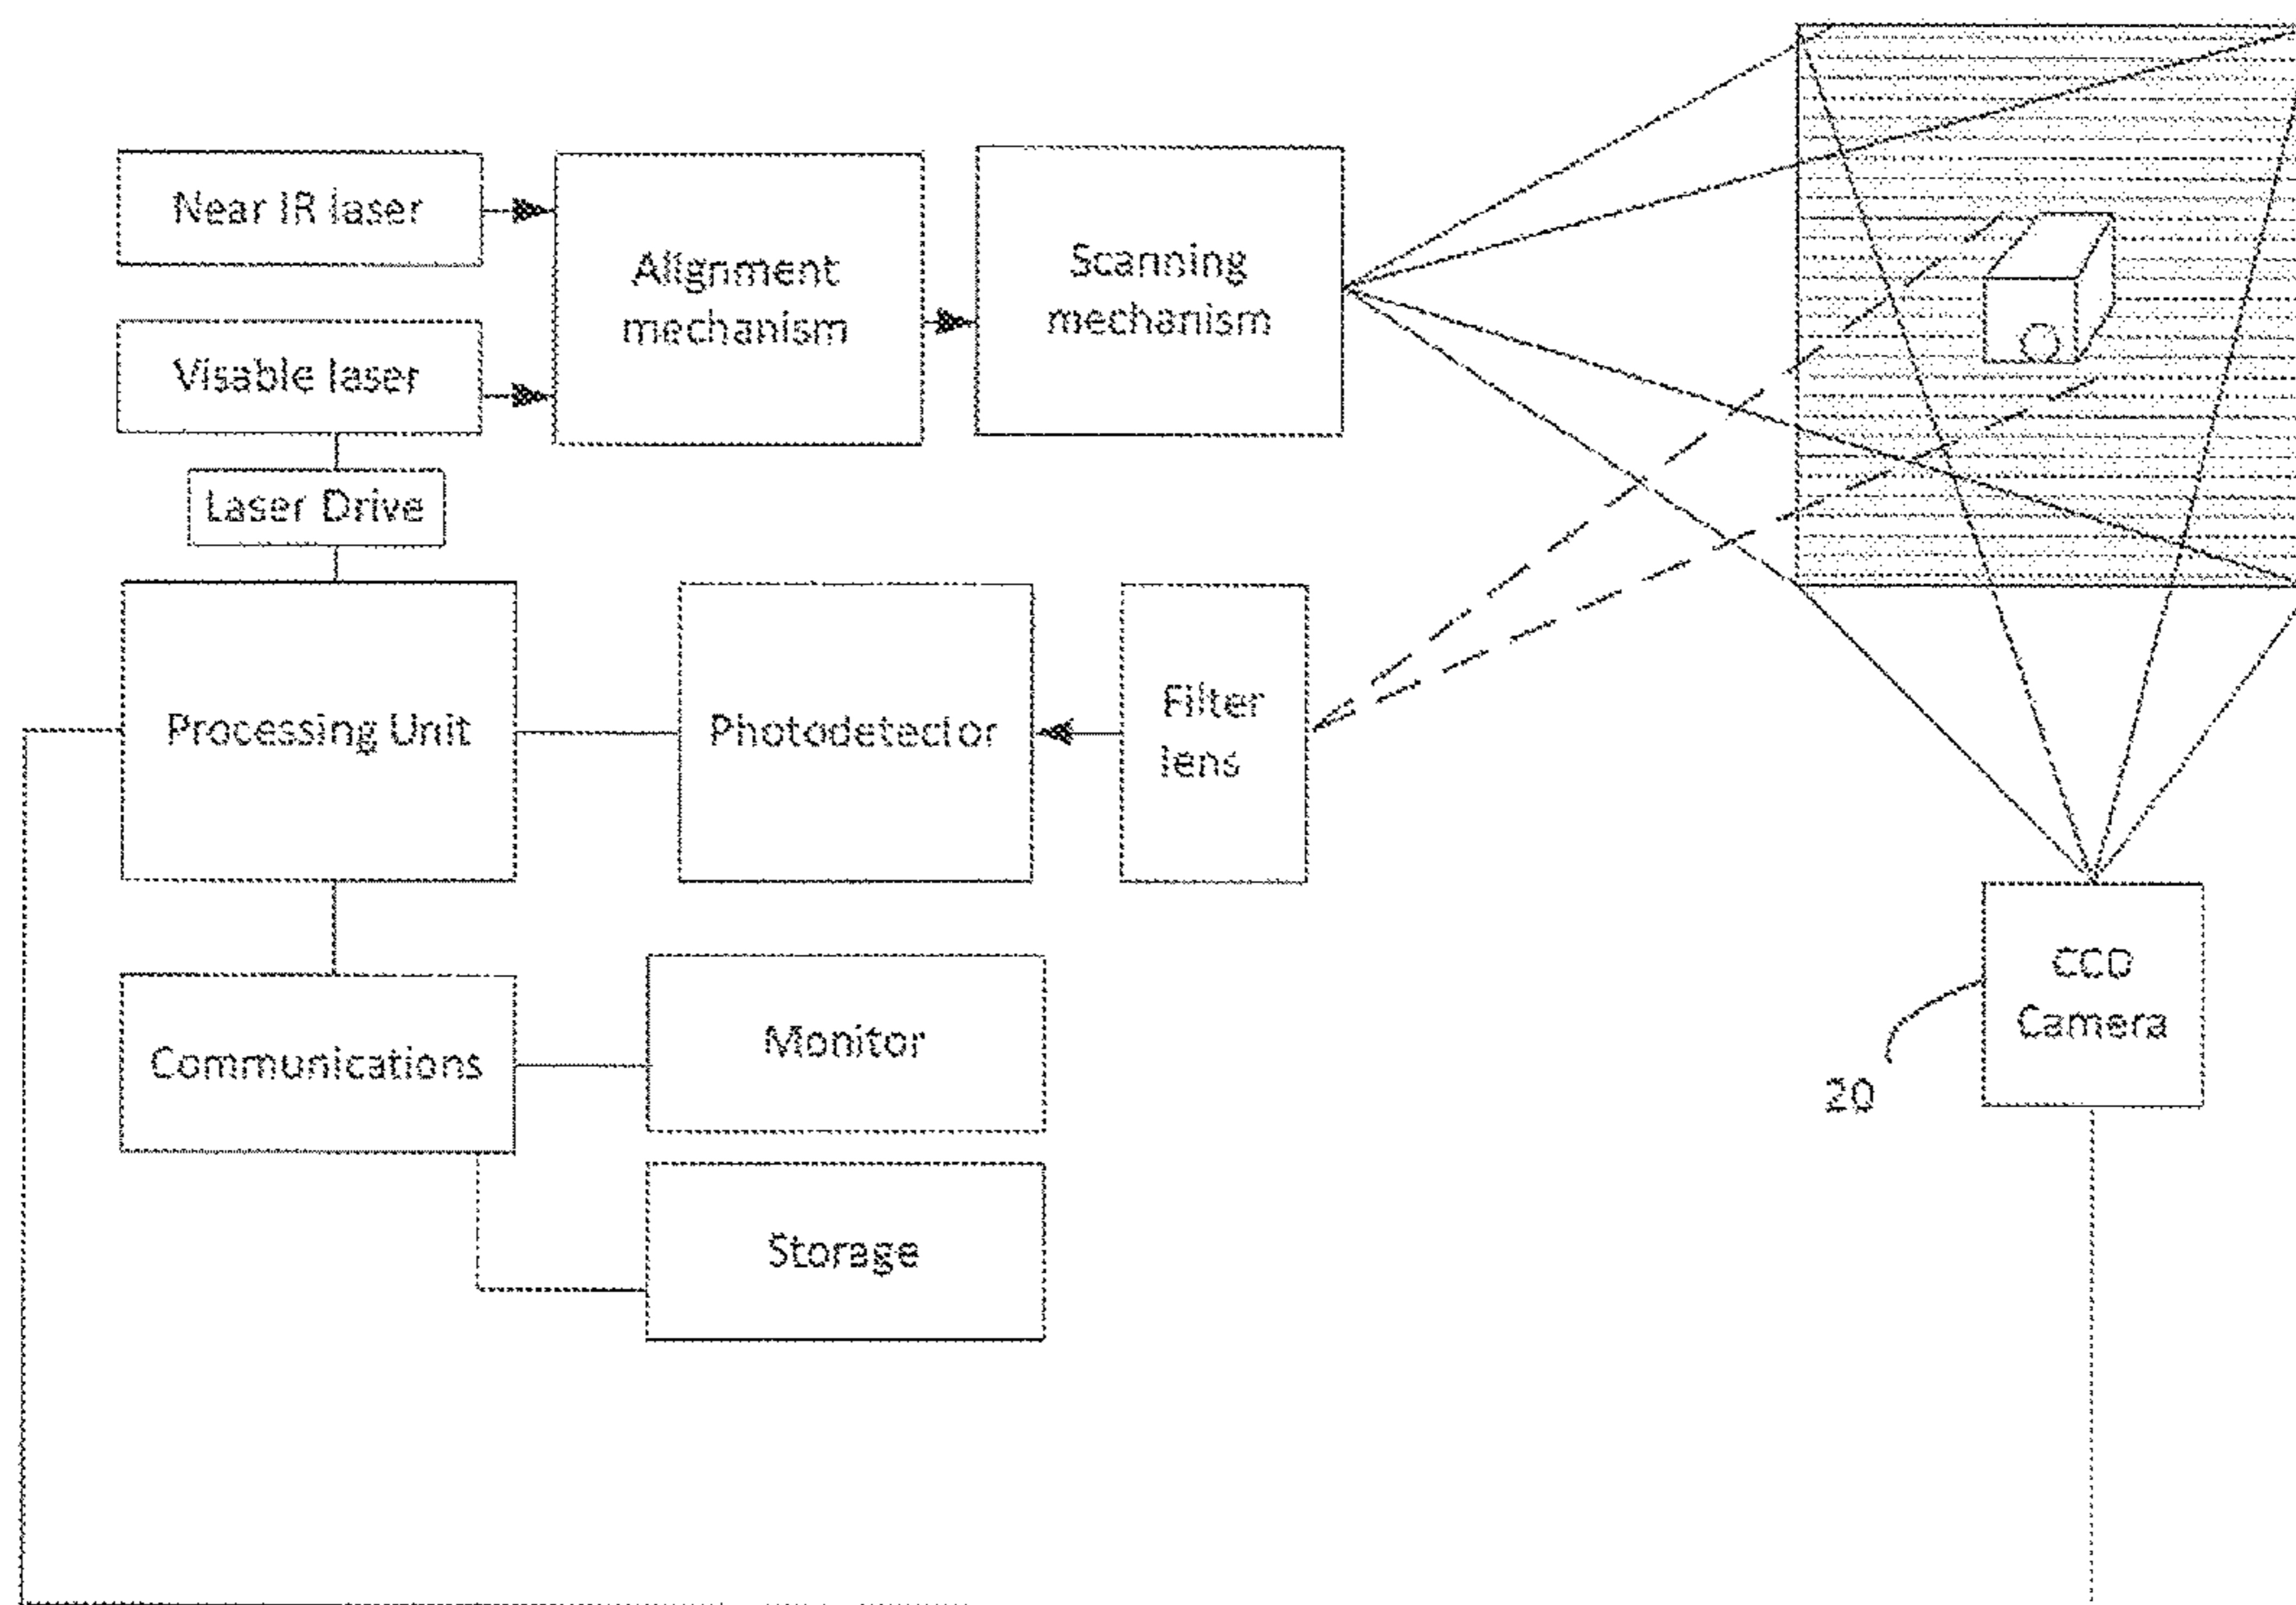 Near IR laser
Alignment
mechanism
Scanning
mechanism
Visable laser
Laser Drive
Processing Unit
Photodetector
Filter
lens
Communications
Monitor
Storage
CCD
Camera
20